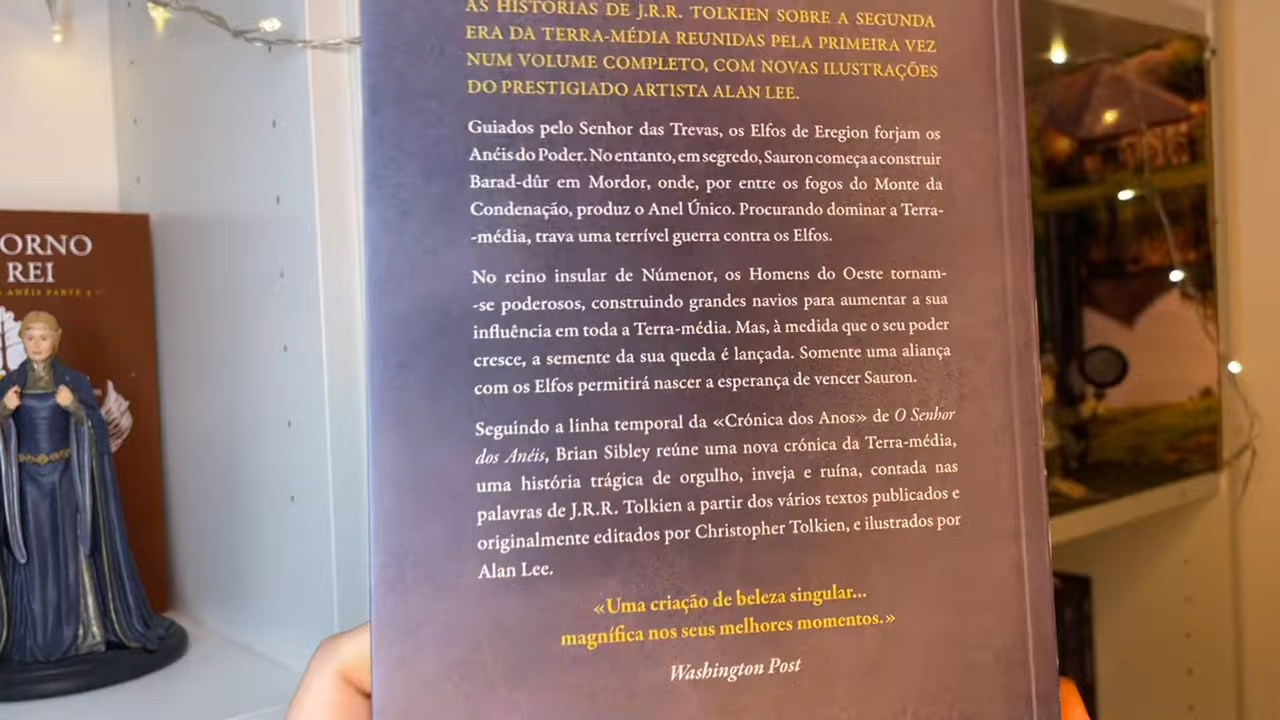 ORNO
REI
ANÉIS PARTE 3
AS HISTÓRIAS DE J.R.R. TOLKIEN SOBRE A SEGUNDA
ERA DA TERRA-MÉDIA REUNIDAS PELA PRIMEIRA VEZ
NUM VOLUME COMPLETO, COM NOVAS ILUSTRAÇÕES
DO PRESTIGIADO ARTISTA ALAN LEE.
Guiados pelo Senhor das Trevas, os Elfos de Eregion forjam os
Anéis do Poder. No entanto, em segredo, Sauron começa a construir
Barad-dûr em Mordor, onde, por entre os fogos do Monte da
Condenação, produz o Anel Único. Procurando dominar a Terra-
-média, trava uma terrível guerra contra os Elfos.
No reino insular de Númenor, os Homens do Oeste tornam-
-se poderosos, construindo grandes navios para aumentar a sua
influência em toda a Terra-média. Mas, à medida que o seu poder
cresce, a semente da sua queda é lançada. Somente uma aliança
com os Elfos permitirá nascer a esperança de vencer Sauron.
Seguindo a linha temporal da «Crónica dos Anos» de O Senhor
dos Anéis, Brian Sibley reúne uma nova crónica da Terra-média,
uma história trágica de orgulho, inveja e ruína, contada nas
palavras de J.R.R. Tolkien a partir dos vários textos publicados e
originalmente editados por Christopher Tolkien, e ilustrados por
Alan Lee.
«Uma criação de beleza singular...
magnífica nos seus melhores momentos.»
Washington Post